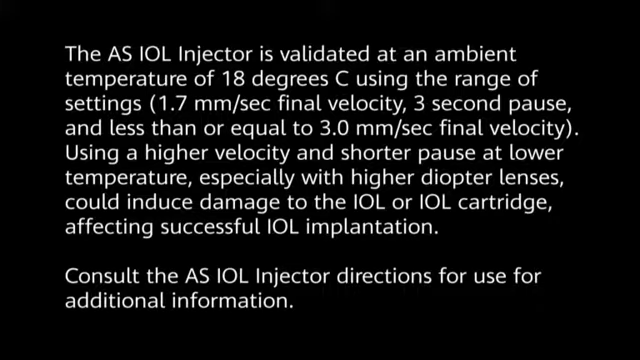 The AS IOL Injector is validated at an ambient
temperature of 18 degrees C using the range of
settings (1.7 mm/sec final velocity, 3 second pause,
and less than or equal to 3.0 mm/sec final velocity).
Using a higher velocity and shorter pause at lower
temperature, especially with higher diopter lenses,
could induce damage to the IOL or IOL cartridge,
affecting successful IOL implantation.
Consult the AS IOL Injector directions for use for
additional information.